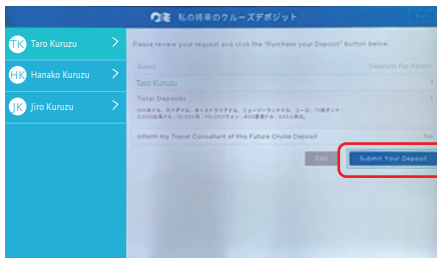 私の将来のクルーズデポジット
TK Taro Kuruzu
HK Hanako Kuruzu
JK Jiro Kuruzu
Please review your request and click the "Purchase your Deposit" button below.
Guest Deposits Per Person
Taro Kuruzu 1
Total Deposits 1
Inform my Travel Consultant of this Future Cruise Deposit No
Edit Submit Your Deposit